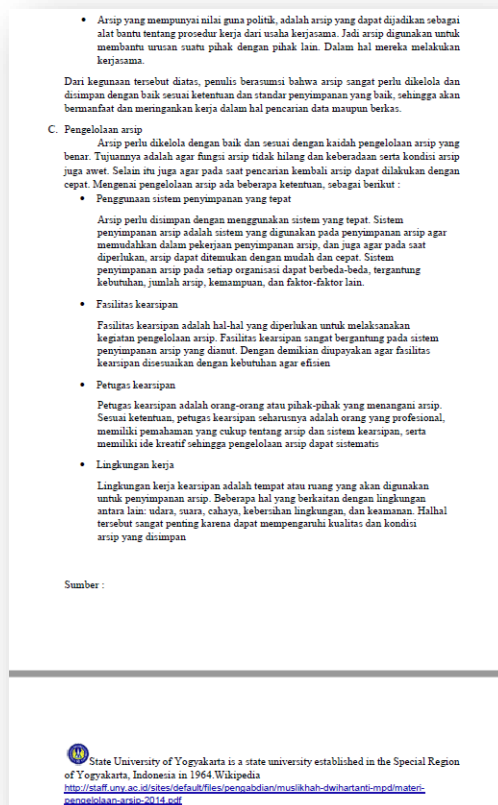 • Arsip yang mempunyai nilai guna politik, adalah arsip yang dapat dijadikan sebagai
alat bantu tentang prosedur kerja dari usaha kerjasama. Jadi arsip digunakan untuk
membantu urusan suatu pihak dengan pihak lain. Dalam hal mereka melakukan
kerjasama.
Dari kegunaan tersebut diatas, penulis berasumsi bahwa arsip sangat perlu dikelola dan
disimpan dengan baik sesuai ketentuan dan standar penyimpanan yang baik, sehingga akan
bermanfaat dan meringankan kerja dalam hal pencarian data maupun berkas.
C. Pengelolaan arsip
Arsip perlu dikelola dengan baik dan sesuai dengan kaidah pengelolaan arsip yang
benar. Tujuannya adalah agar fungsi arsip tidak hilang dan keberadaan serta kondisi arsip
juga awet. Selain itu juga agar pada saat pencarian kembali arsip dapat dilakukan dengan
cepat. Mengenai pengelolaan arsip ada beberapa ketentuan, sebagai berikut :
• Penggunaan sistem penyimpanan yang tepat
Arsip perlu disimpan dengan menggunakan sistem yang tepat. Sistem
penyimpanan arsip adalah sistem yang digunakan pada penyimpanan arsip agar
memudahkan dalam pekerjaan penyimpanan arsip, dan juga agar pada saat
diperlukan, arsip dapat ditemukan dengan mudah dan cepat. Sistem
penyimpanan arsip pada setiap organisasi dapat berbeda-beda, tergantung
kebutuhan, jumlah arsip, kemampuan, dan faktor-faktor lain.
• Fasilitas kearsipan
Fasilitas kearsipan adalah hal-hal yang diperlukan untuk melaksanakan
kegiatan pengelolaan arsip. Fasilitas kearsipan sangat bergantung pada sistem
penyimpanan arsip yang dianut. Dengan demikian diupayakan agar fasilitas
kearsipan disesuaikan dengan kebutuhan agar efisien
• Petugas kearsipan
Petugas kearsipan adalah orang-orang atau pihak-pihak yang menangani arsip.
Sesuai ketentuan, petugas kearsipan seharusnya adalah orang yang profesional,
memiliki pemahaman yang cukup tentang arsip dan sistem kearsipan, serta
memiliki ide kreatif sehingga pengelolaan arsip dapat sistematis
• Lingkungan kerja
Lingkungan kerja kearsipan adalah tempat atau ruang yang akan digunakan
untuk penyimpanan arsip. Beberapa hal yang berkaitan dengan lingkungan
antara lain: udara, suara, cahaya, kebersihan lingkungan, dan keamanan. Halhal
tersebut sangat penting karena dapat mempengaruhi kualitas dan kondisi
arsip yang disimpan
Sumber :
State University of Yogyakarta is a state university established in the Special Region
of Yogyakarta, Indonesia in 1964.Wikipedia
http://staff.uny.ac.id/sites/default/files/pengabdian/muslikhah-dwihartanti-mpd/materi-
pengelolaan-arsip-2014.pdf